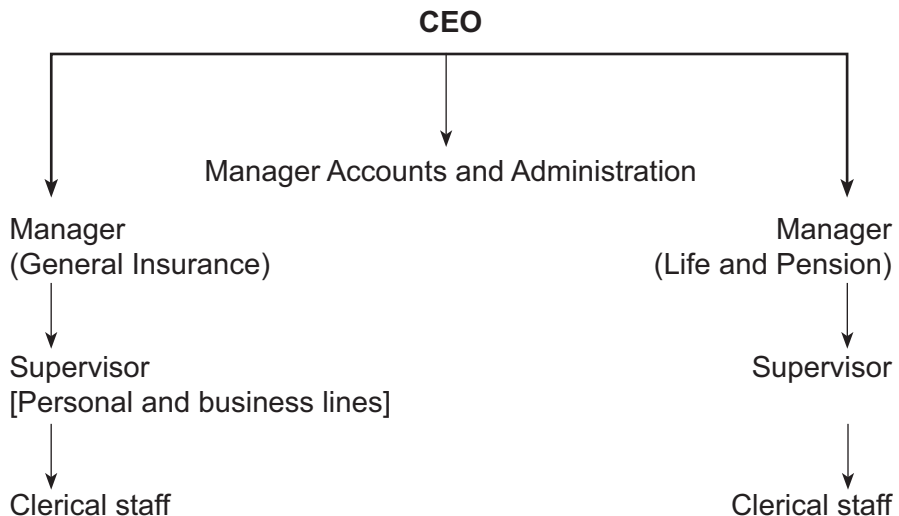 CEO
Manager Accounts and Administration
Manager
(General Insurance)
Manager
(Life and Pension)
Supervisor
[Personal and business lines]
Supervisor
Clerical staff
Clerical staff